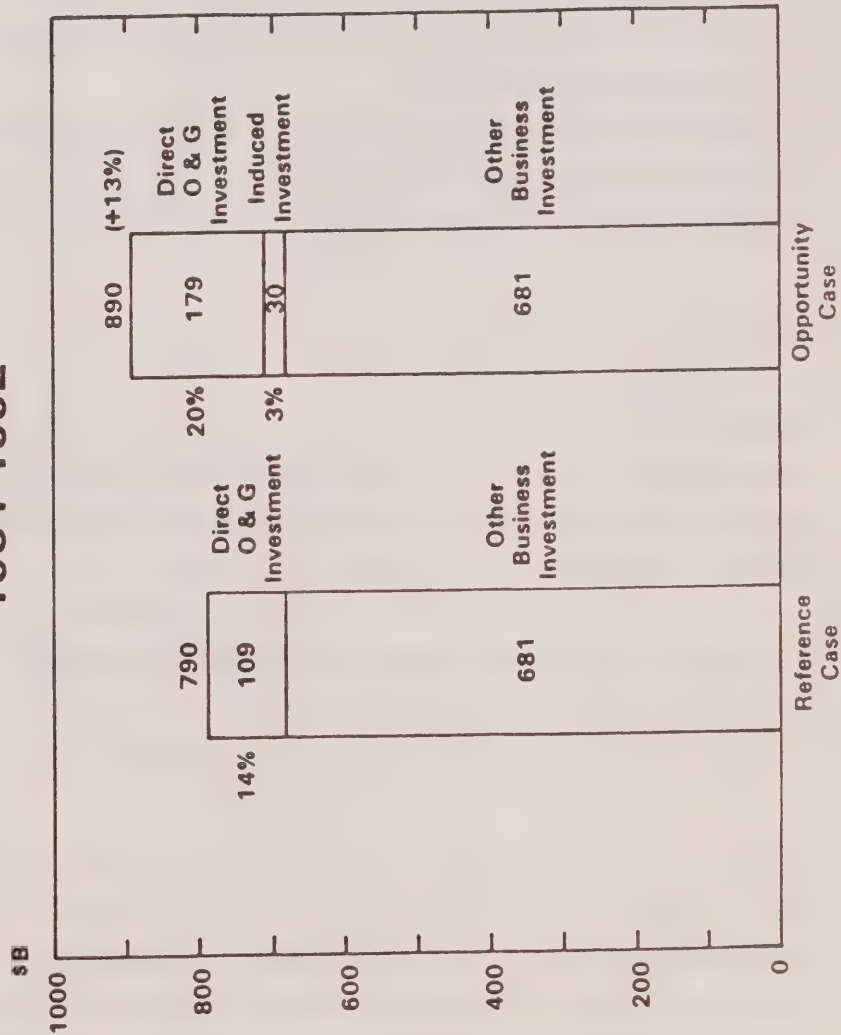 $B
1000
800
600
400
200
0
790
109
14%
681
Direct
O & G
Investment
Other
Business
Investment
Reference
Case
890
(+13%)
179
20%
30
3%
681
Direct
O & G
Investment
Induced
Investment
Other
Business
Investment
Opportunity
Case